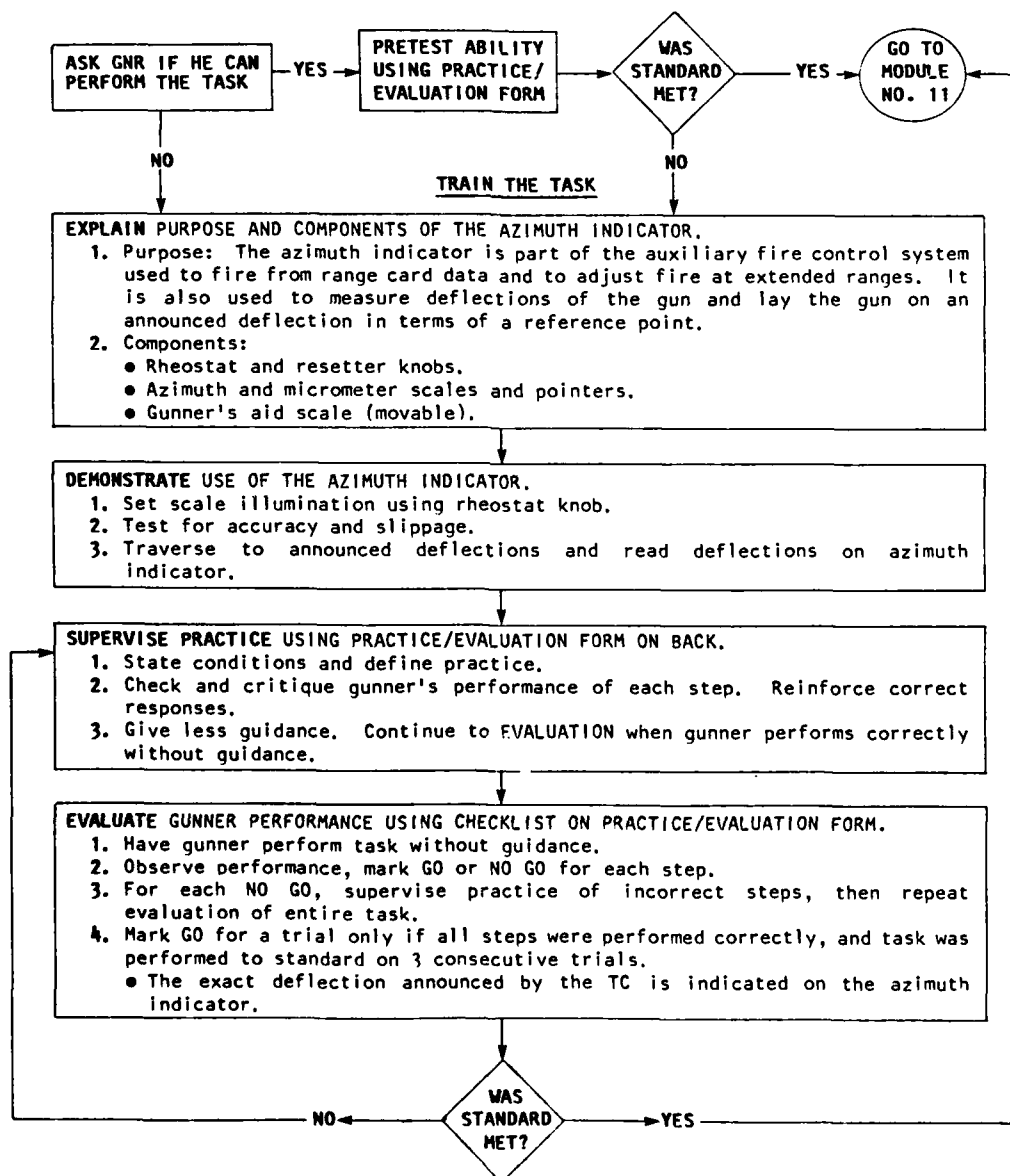 ASK GNR IF HE CAN
PERFORM THE TASK
YES
PRETEST ABILITY
USING PRACTICE/
EVALUATION FORM
WAS
STANDARD
MET?
YES
GO TO
MODULE
NO. 11
NO
NO
TRAIN THE TASK
EXPLAIN PURPOSE AND COMPONENTS OF THE AZIMUTH INDICATOR.
1. Purpose: The azimuth indicator is part of the auxiliary fire control system
used to fire from range card data and to adjust fire at extended ranges. It
is also used to measure deflections of the gun and lay the gun on an
announced deflection in terms of a reference point.
2. Components:
● Rheostat and resetter knobs.
● Azimuth and micrometer scales and pointers.
● Gunner's aid scale (movable).
DEMONSTRATE USE OF THE AZIMUTH INDICATOR.
1. Set scale illumination using rheostat knob.
2. Test for accuracy and slippage.
3. Traverse to announced deflections and read deflections on azimuth
indicator.
SUPERVISE PRACTICE USING PRACTICE/EVALUATION FORM ON BACK.
1. State conditions and define practice.
2. Check and critique gunner's performance of each step. Reinforce correct
responses.
3. Give less guidance. Continue to EVALUATION when gunner performs correctly
without guidance.
EVALUATE GUNNER PERFORMANCE USING CHECKLIST ON PRACTICE/EVALUATION FORM.
1. Have gunner perform task without guidance.
2. Observe performance, mark GO or NO GO for each step.
3. For each NO GO, supervise practice of incorrect steps, then repeat
evaluation of entire task.
4. Mark GO for a trial only if all steps were performed correctly, and task was
performed to standard on 3 consecutive trials.
● The exact deflection announced by the TC is indicated on the azimuth
indicator.
NO
WAS
STANDARD
MET?
YES